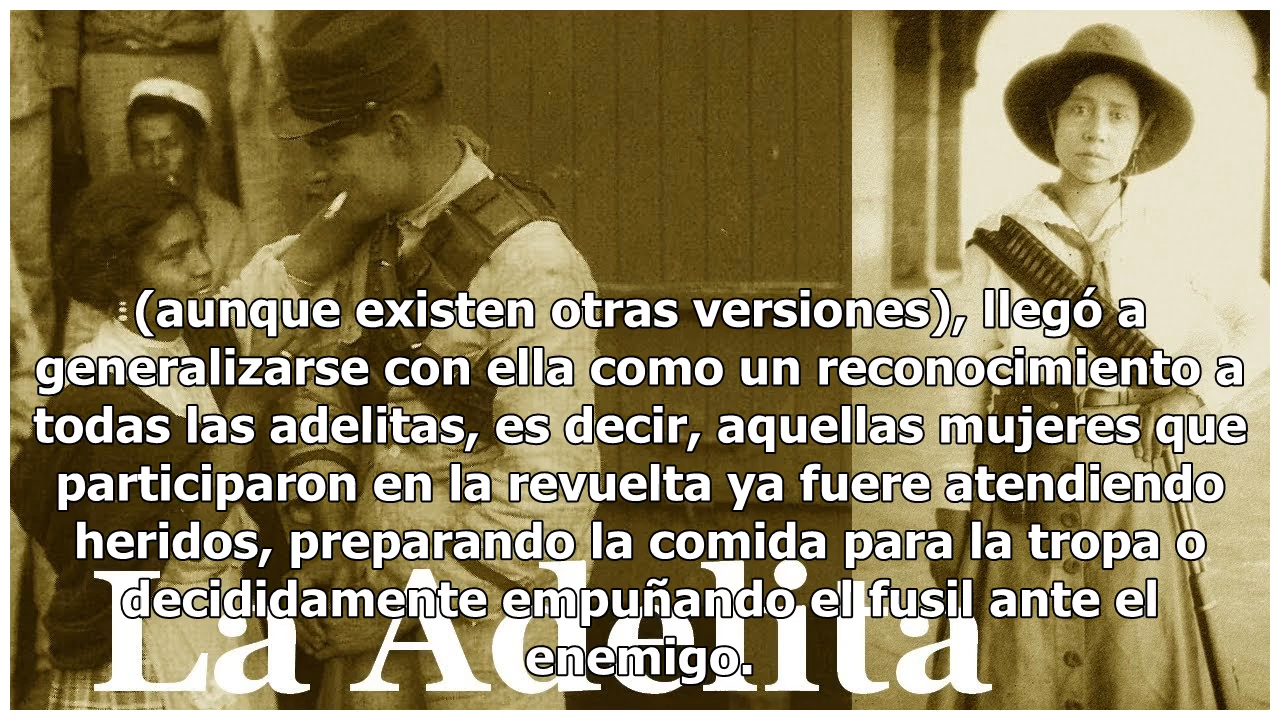 (aunque existen otras versiones), llegó a
generalizarse con ella como un reconocimiento a
todas las adelitas, es decir, aquellas mujeres que
participaron en la revuelta ya fuere atendiendo
heridos, preparando la comida para la tropa o
decididamente empuñando el fusil ante el
enemigo.
La Adelita